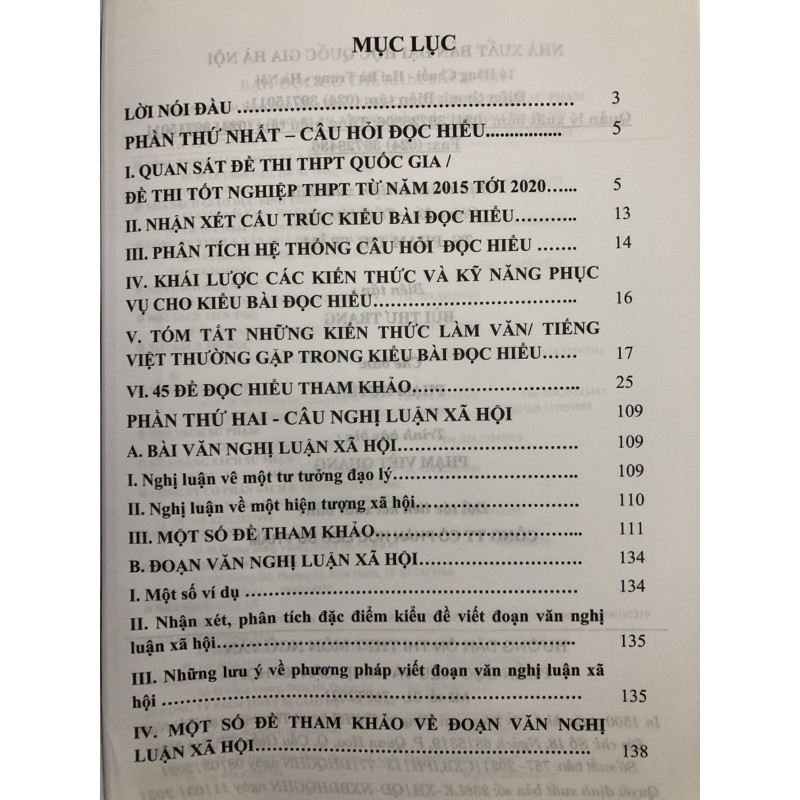 MỤC LỤC
LỜI NÓI ĐẦU ................................................ 3
PHẦN THỨ NHẤT – CÂU HỎI ĐỌC HIỂU................. 5
I. QUAN SÁT ĐỀ THI THPT QUỐC GIA /
ĐỀ THI TỐT NGHIỆP THPT TỪ NĂM 2015 TỚI 2020...... 5
II. NHẬN XÉT CẤU TRÚC KIỂU BÀI ĐỌC HIỂU........... 13
III. PHÂN TÍCH HỆ THỐNG CÂU HỎI ĐỌC HIỂU ....... 14
IV. KHÁI LƯỢC CÁC KIẾN THỨC VÀ KỸ NĂNG PHỤC
VỤ CHO KIỂU BÀI ĐỌC HIỂU............................ 16
V. TÓM TẮT NHỮNG KIẾN THỨC LÀM VĂN/ TIẾNG
VIỆT THƯỜNG GẶP TRONG KIỂU BÀI ĐỌC HIỂU...... 17
VI. 45 ĐỀ ĐỌC HIỂU THAM KHẢO....................... 25
PHẦN THỨ HAI - CÂU NGHỊ LUẬN XÃ HỘI 109
A. BÀI VĂN NGHỊ LUẬN XÃ HỘI......................... 109
I. Nghị luận về một tư tưởng đạo lý......................... 109
II. Nghị luận về một hiện tượng xã hội...................... 110
III. MỘT SỐ ĐỀ THAM KHẢO............................ 111
B. ĐOẠN VĂN NGHỊ LUẬN XÃ HỘI...................... 134
I. Một số ví dụ ................................................ 134
II. Nhận xét, phân tích đặc điểm kiểu đề viết đoạn văn nghị
luận xã hội.................................................. 135
III. Những lưu ý về phương pháp viết đoạn văn nghị luận xã
hội ........................................................ 135
IV. MỘT SỐ ĐỀ THAM KHẢO VỀ ĐOẠN VĂN NGHỊ
LUẬN XÃ HỘI............................................. 138